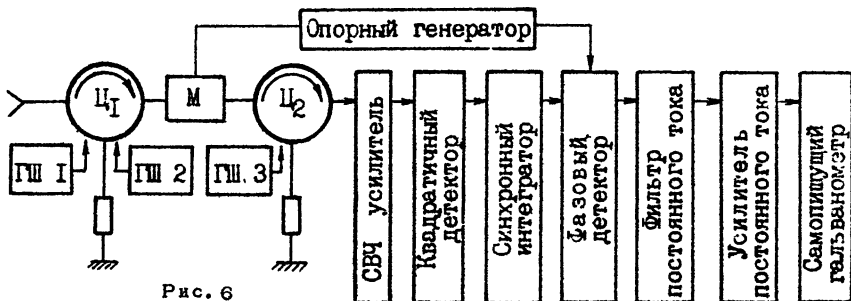 Опорный генератор
Ц1
М
Ц2
ГШ 1
ГШ 2
ГШ. 3
СВЧ усилитель
Квадратичный
детектор
Синхронный
интегратор
Фазовый
детектор
Фильтр
постоянного тока
Усилитель
постоянного тока
Самопишущий
гальванометр
Рис. 6